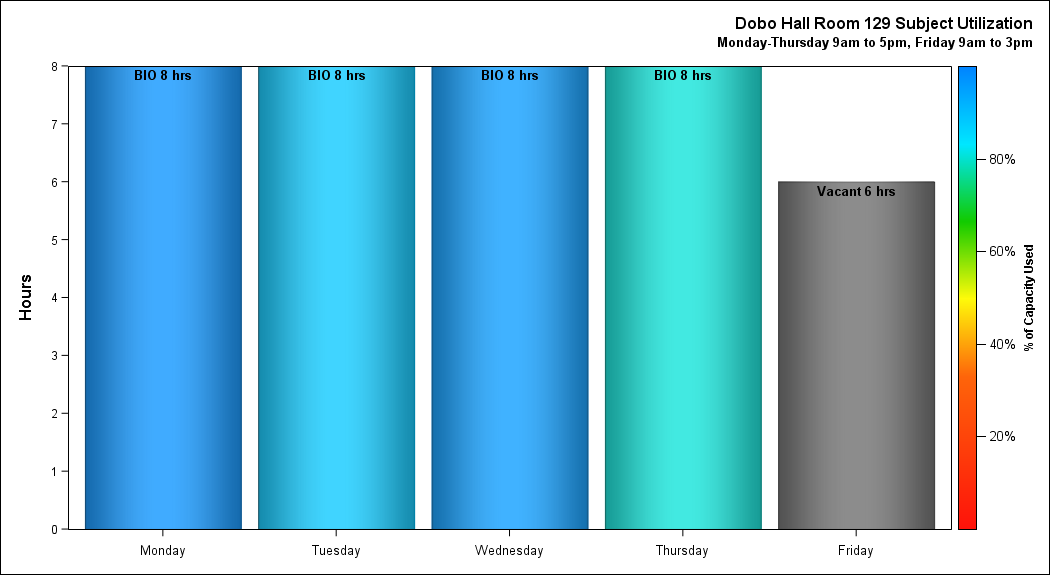 Dobo Hall Room 129 Subject Utilization
Monday-Thursday 9am to 5pm, Friday 9am to 3pm
8
7
6
5
4
3
2
1
0
Hours
BIO 8 hrs
BIO 8 hrs
BIO 8 hrs
BIO 8 hrs
Vacant 6 hrs
Monday
Tuesday
Wednesday
Thursday
Friday
80%
60%
40%
20%
% of Capacity Used